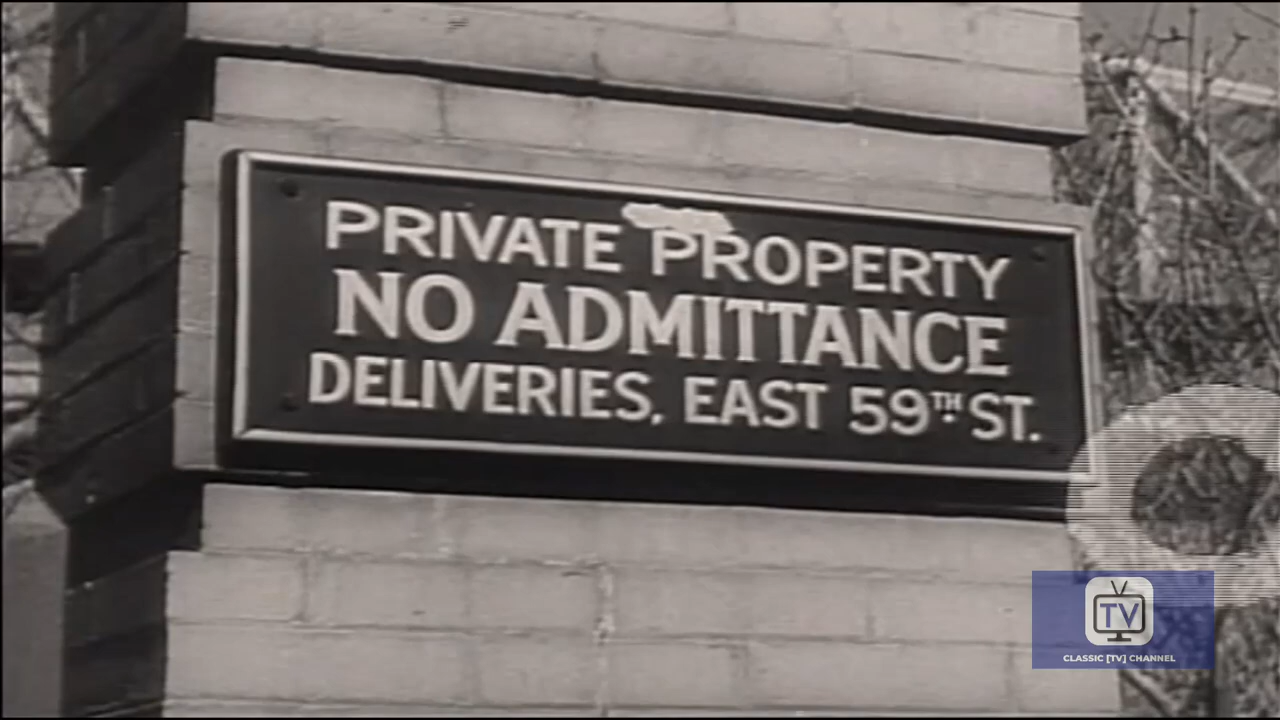 PRIVATE PROPERTY
NO ADMITTANCE
DELIVERIES, EAST 59TH ST.
TV
CLASSIC [TV] CHANNEL